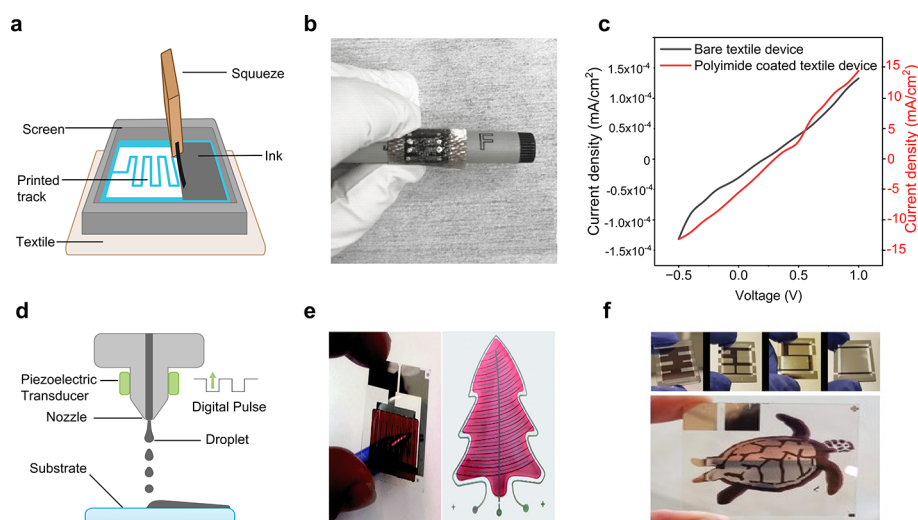 a
Squueze
Screen
Ink
Printed
track
Textile
b
LF
c
Bare textile device
Polyimide coated textile device
Current density (mA/cm²)
1.5x10⁻⁴
1.0x10⁻⁴
0.5x10⁻⁴
0
-0.5x10⁻⁴
-1.0x10⁻⁴
-1.5x10⁻⁴
15
10
5
0
-5
-10
-15
Current density (mA/cm²)
−0.5 0.0 0.5 1.0
Voltage (V)
d
Piezoelectric
Transducer
Digital Pulse
Nozzle
Droplet
Substrate
e
f